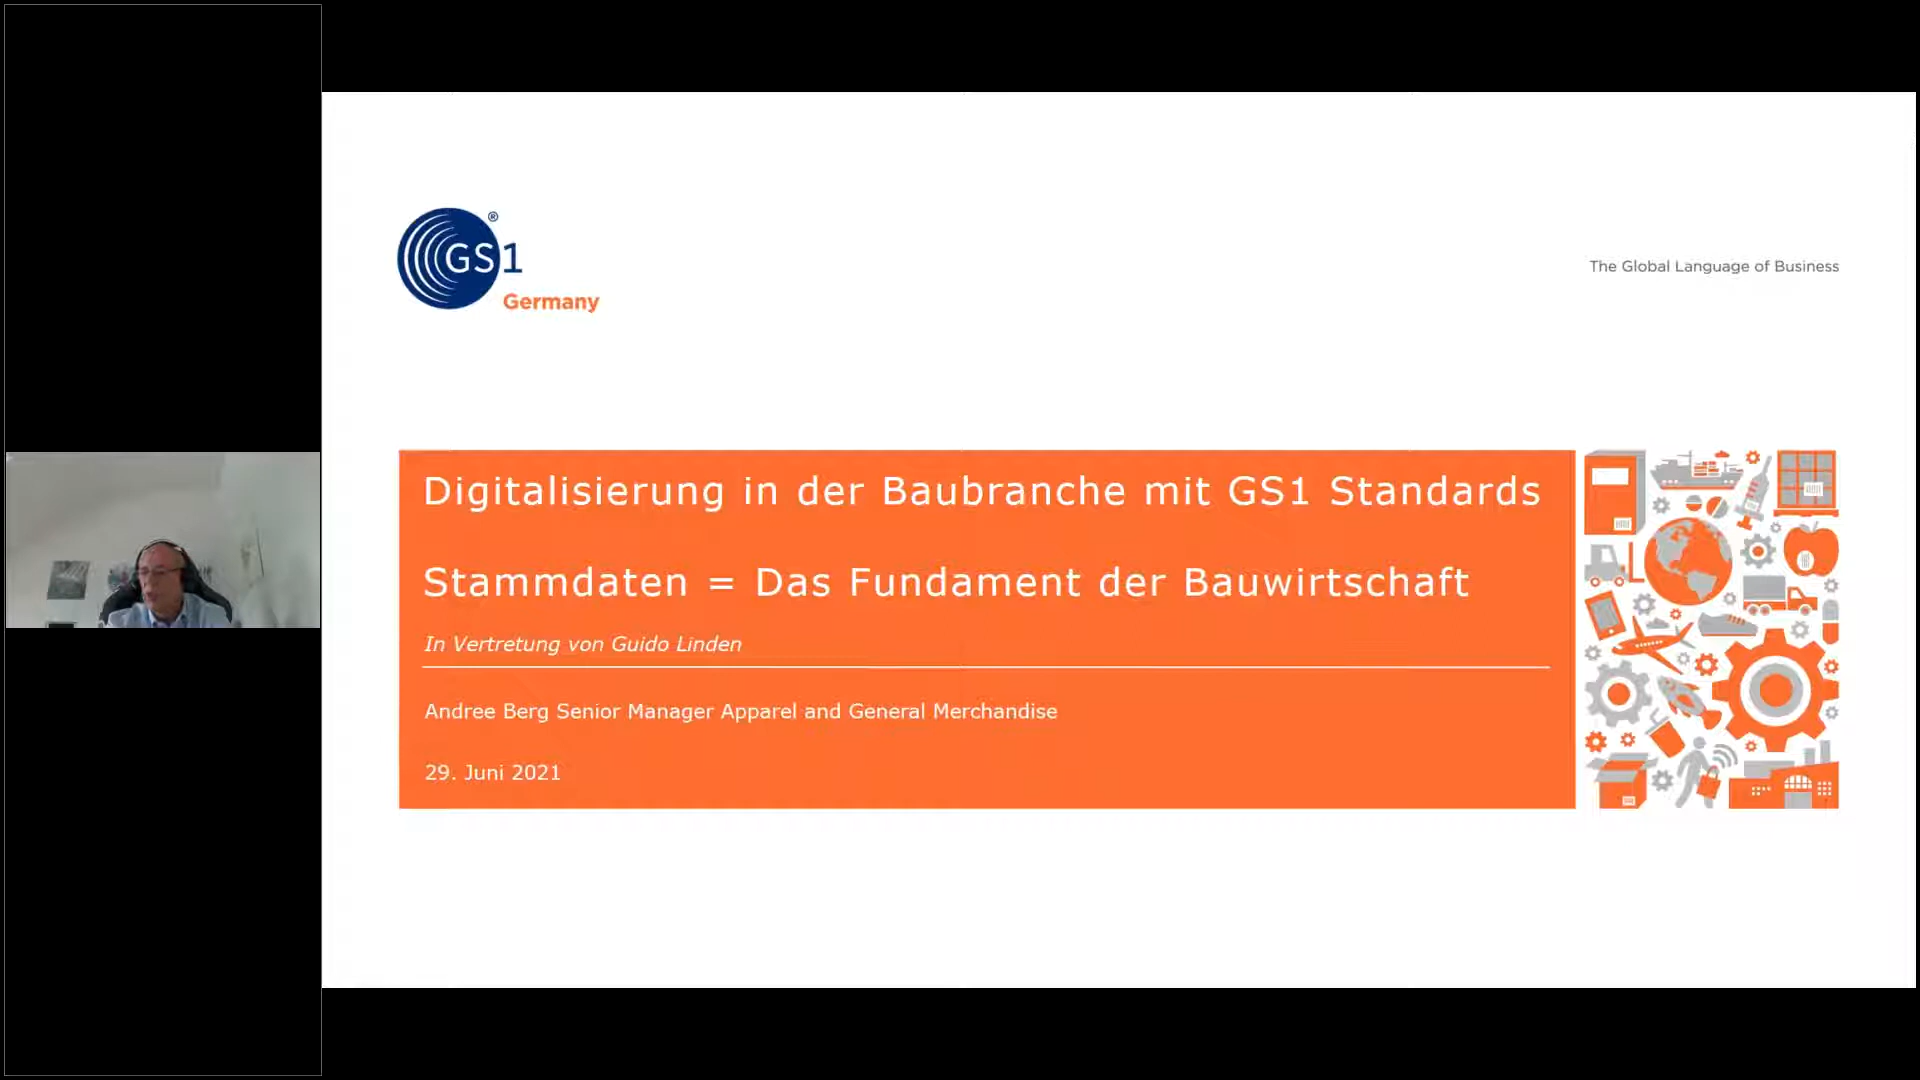 GS1
®
Germany
The Global Language of Business
Digitalisierung in der Baubranche mit GS1 Standards
Stammdaten = Das Fundament der Bauwirtschaft
In Vertretung von Guido Linden
Andree Berg Senior Manager Apparel and General Merchandise
29. Juni 2021